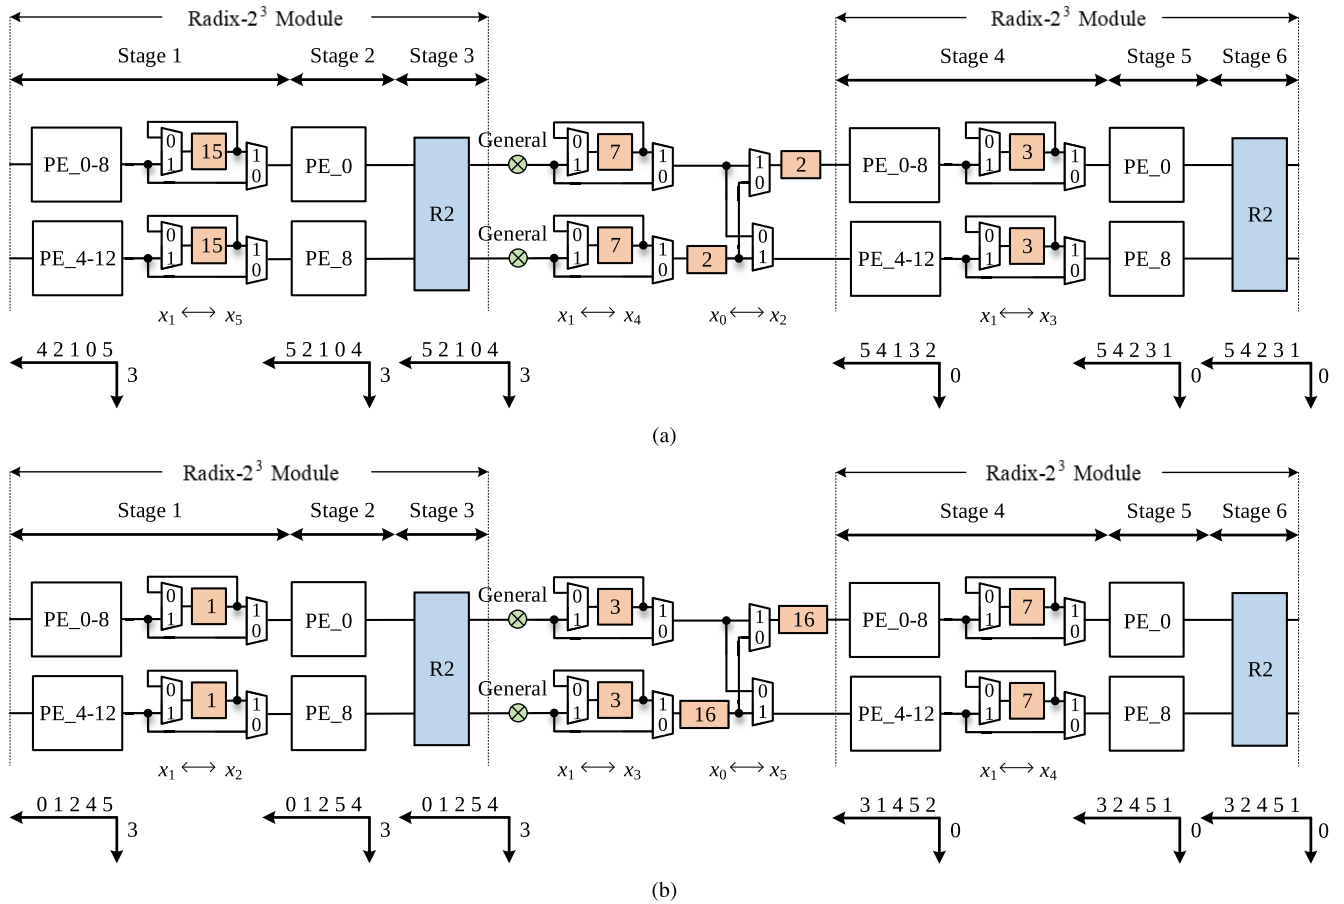 Radix-2³ Module Radix-2³ Module
Stage 1 Stage 2 Stage 3 Stage 4 Stage 5 Stage 6
General
PE_0-8 0 1 15 1 0 PE_0 0 1 7 1 0 1 0 2 PE_0-8 0 1 3 1 0 PE_0
R2 R2
General
PE_4-12 0 1 15 1 0 PE_8 0 1 7 1 0 2 0 1 PE_4-12 0 1 3 1 0 PE_8
x₁ ⟷ x₅ x₁ ⟷ x₄ x₀ ⟷ x₂ x₁ ⟷ x₃
4 2 1 0 5 5 2 1 0 4 5 2 1 0 4 5 4 1 3 2 5 4 2 3 1 5 4 2 3 1
3 3 3 0 0 0
(a)
Radix-2³ Module Radix-2³ Module
Stage 1 Stage 2 Stage 3 Stage 4 Stage 5 Stage 6
General
PE_0-8 0 1 1 1 0 PE_0 0 1 3 1 0 1 0 16 PE_0-8 0 1 7 1 0 PE_0
R2 R2
General
PE_4-12 0 1 1 1 0 PE_8 0 1 3 1 0 16 0 1 PE_4-12 0 1 7 1 0 PE_8
x₁ ⟷ x₂ x₁ ⟷ x₃ x₀ ⟷ x₅ x₁ ⟷ x₄
0 1 2 4 5 0 1 2 5 4 0 1 2 5 4 3 1 4 5 2 3 2 4 5 1 3 2 4 5 1
3 3 3 0 0 0
(b)